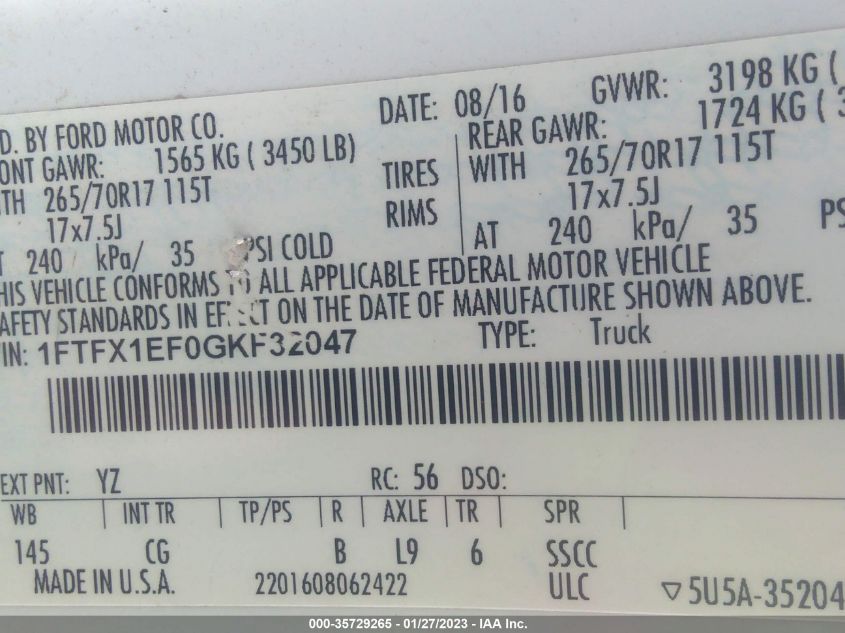 D. BY FORD MOTOR CO. DATE: 08/16 GVWR: 3198 KG (
ONT GAWR: 1565 KG ( 3450 LB) REAR GAWR: 1724 KG ( 3
TH 265/70R17 115T TIRES WITH 265/70R17 115T
17x7.5J RIMS 17x7.5J
T 240 kPa/ 35 PSI COLD AT 240 kPa/ 35 PS
HIS VEHICLE CONFORMS TO ALL APPLICABLE FEDERAL MOTOR VEHICLE
AFETY STANDARDS IN EFFECT ON THE DATE OF MANUFACTURE SHOWN ABOVE.
VIN: 1FTFX1EF0GKF32047 TYPE: Truck
EXT PNT: YZ RC: 56 DSO:
WB INT TR TP/PS R AXLE TR SPR
145 CG B L9 6 SSCC
MADE IN U.S.A. 2201608062422 ULC ▽5U5A-35204
000-35729265 - 01/27/2023 - IAA Inc.